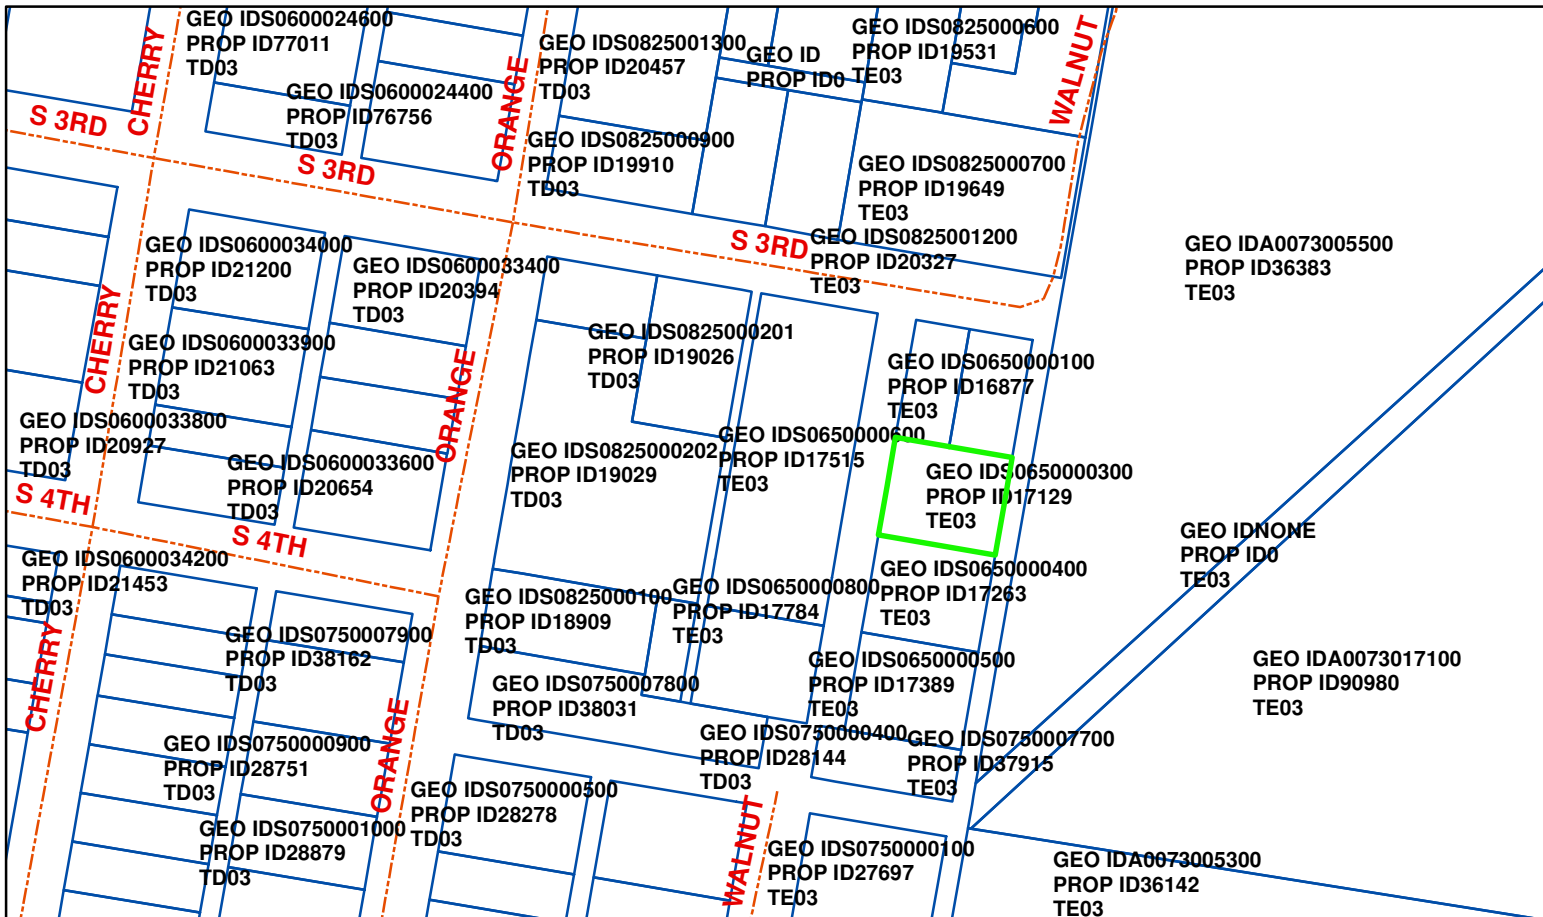 GEO IDS0600024600
PROP ID77011
TD03
GEO IDS0825001300
PROP ID20457
TD03
GEO ID
PROP ID0
GEO IDS0825000600
PROP ID19531
TE03
WALNUT
CHERRY
ORANGE
S 3RD
GEO IDS0600024400
PROP ID76756
TD03
S 3RD
GEO IDS0825000900
PROP ID19910
TD03
GEO IDS0825000700
PROP ID19649
TE03
S 3RD
GEO IDS0825001200
PROP ID20327
TE03
GEO IDA0073005500
PROP ID36383
TE03
GEO IDS0600034000
PROP ID21200
TD03
GEO IDS0600033400
PROP ID20394
TD03
CHERRY
GEO IDS0600033900
PROP ID21063
TD03
ORANGE
GEO IDS0825000201
PROP ID19026
TD03
GEO IDS0650000100
PROP ID16877
TE03
GEO IDS0600033800
PROP ID20927
TD03
GEO IDS0600033600
PROP ID20654
TD03
GEO IDS0825000202
PROP ID19029
TD03
GEO IDS0650000600
PROP ID17515
TE03
GEO IDS0650000300
PROP ID17129
TE03
S 4TH
S 4TH
GEO IDNONE
PROP ID0
TE03
GEO IDS0600034200
PROP ID21453
TD03
GEO IDS0825000100
PROP ID18909
TD03
GEO IDS0650000800
PROP ID17784
TE03
GEO IDS0650000400
PROP ID17263
TE03
CHERRY
GEO IDS0750007900
PROP ID38162
TD03
GEO IDS0750007800
PROP ID38031
TD03
GEO IDS0650000500
PROP ID17389
TE03
GEO IDA0073017100
PROP ID90980
TE03
ORANGE
GEO IDS0750000900
PROP ID28751
TD03
GEO IDS0750000400
PROP ID28144
TD03
GEO IDS0750007700
PROP ID37915
TE03
GEO IDS0750000500
PROP ID28278
TD03
GEO IDS0750001000
PROP ID28879
TD03
WALNUT
GEO IDS0750000100
PROP ID27697
TE03
GEO IDA0073005300
PROP ID36142
TE03